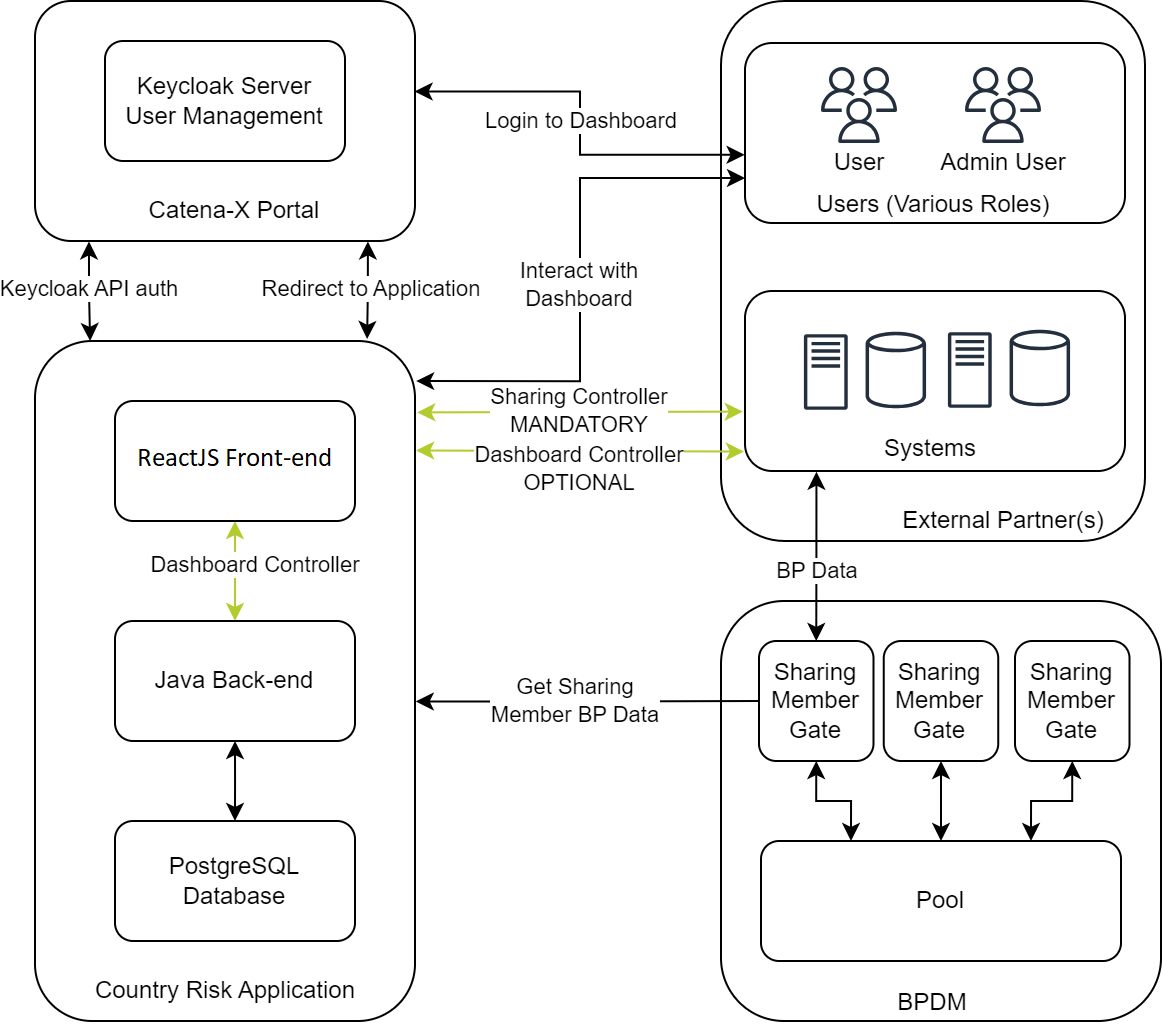 Keycloak Server
User Management
Catena-X Portal
Login to Dashboard
User
Admin User
Users (Various Roles)
Keycloak API auth
Redirect to Application
Interact with
Dashboard
Sharing Controller
MANDATORY
Dashboard Controller
OPTIONAL
Systems
External Partner(s)
ReactJS Front-end
Dashboard Controller
Java Back-end
PostgreSQL
Database
Country Risk Application
BP Data
Get Sharing
Member BP Data
Sharing
Member
Gate
Sharing
Member
Gate
Sharing
Member
Gate
Pool
BPDM